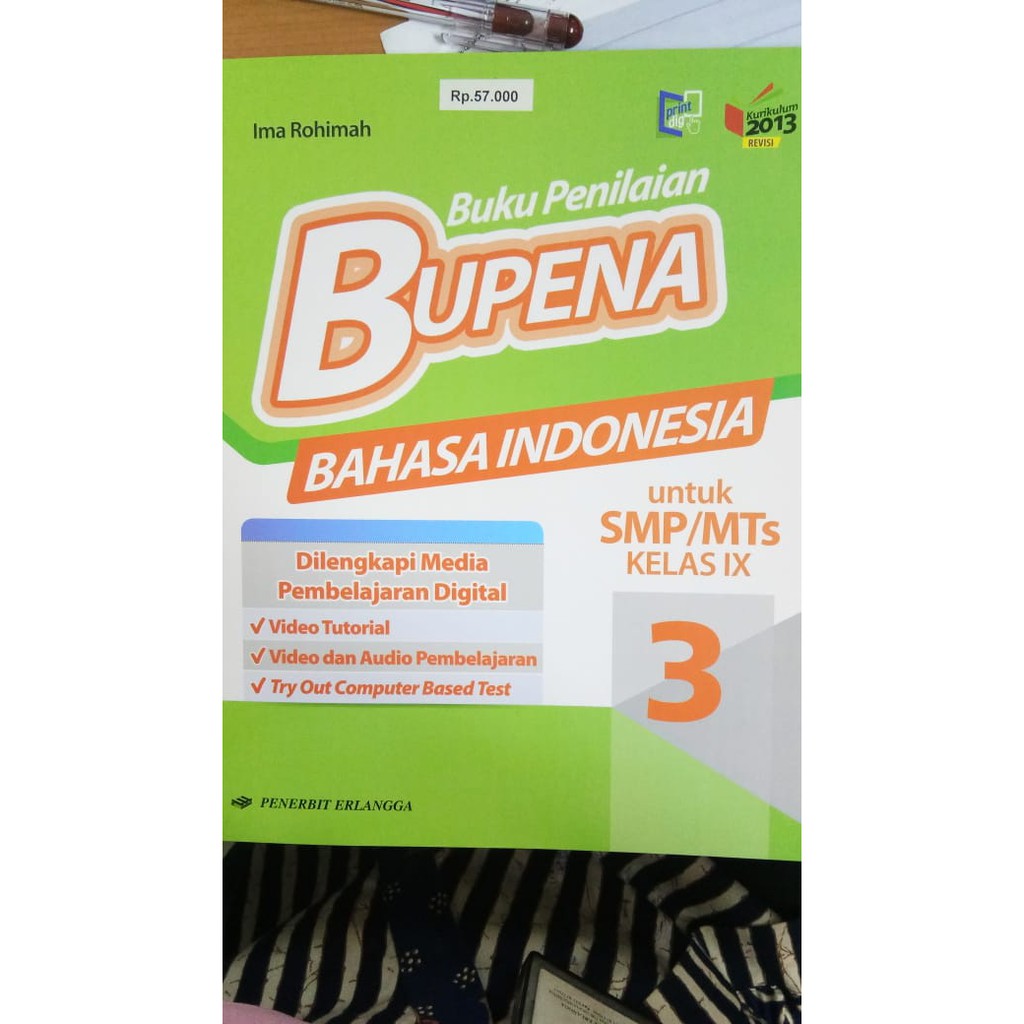 Rp.57.000
Ima Rohimah
print
dig
Kurikulum
2013
REVISI
Buku Penilaian
BUPENA
BAHASA INDONESIA
untuk
SMP/MTs
KELAS IX
3
Dilengkapi Media
Pembelajaran Digital
✓ Video Tutorial
✓ Video dan Audio Pembelajaran
✓ Try Out Computer Based Test
PENERBIT ERLANGGA